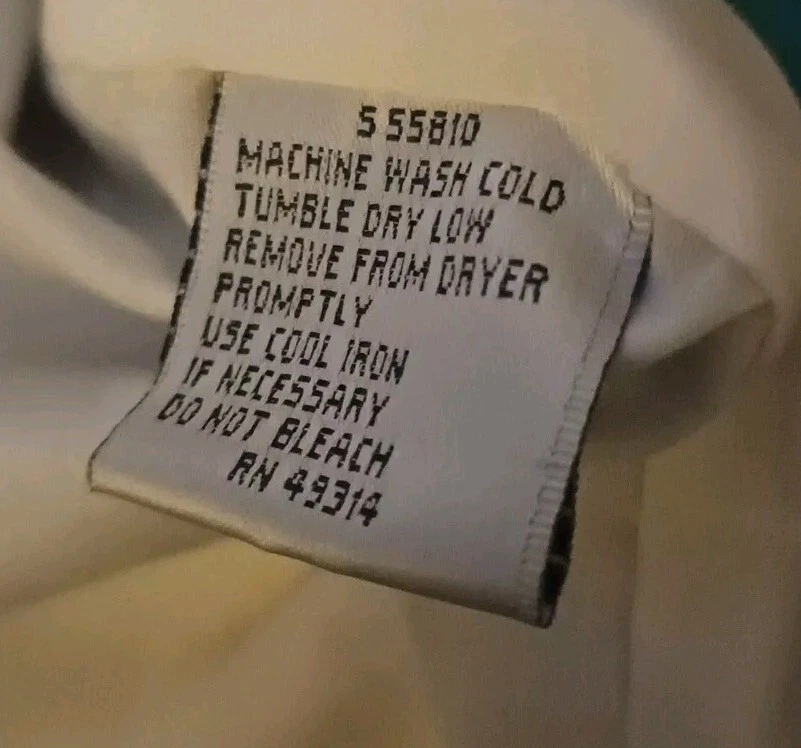 S 55810
MACHINE WASH COLD
TUMBLE DRY LOW
REMOVE FROM DRYER
PROMPTLY
USE COOL IRON
IF NECESSARY
DO NOT BLEACH
RN 49314